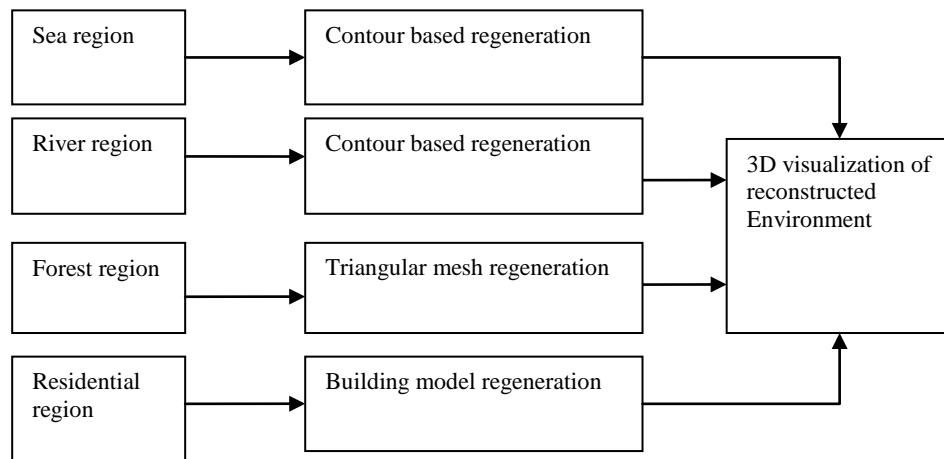 Sea region
Contour based regeneration
River region
Contour based regeneration
3D visualization of
reconstructed
Environment
Forest region
Triangular mesh regeneration
Residential
region
Building model regeneration